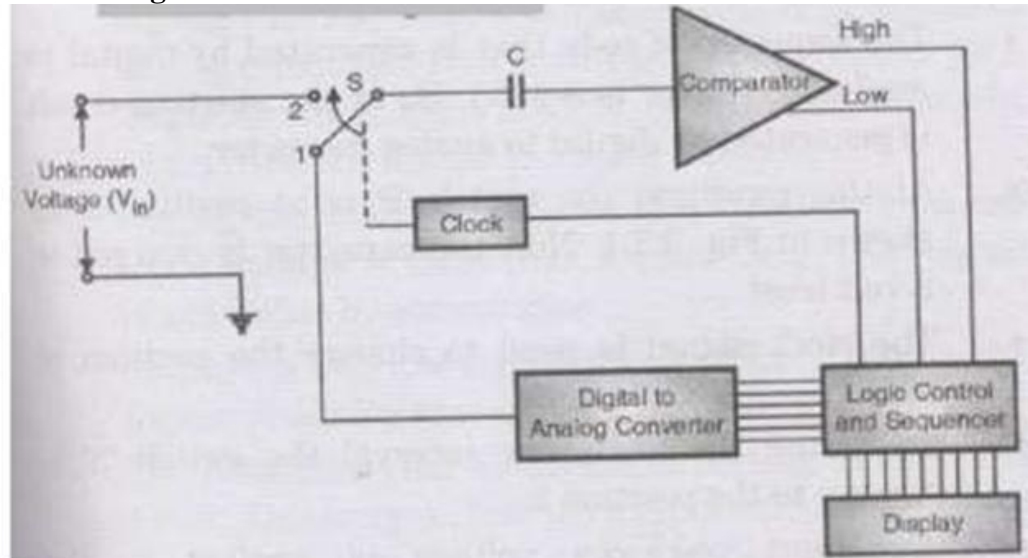 High
Comparator
Low
C
S
2
1
Unknown
Voltage (Vin)
Clock
Digital to
Analog Converter
Logic Control
and Sequencer
Display